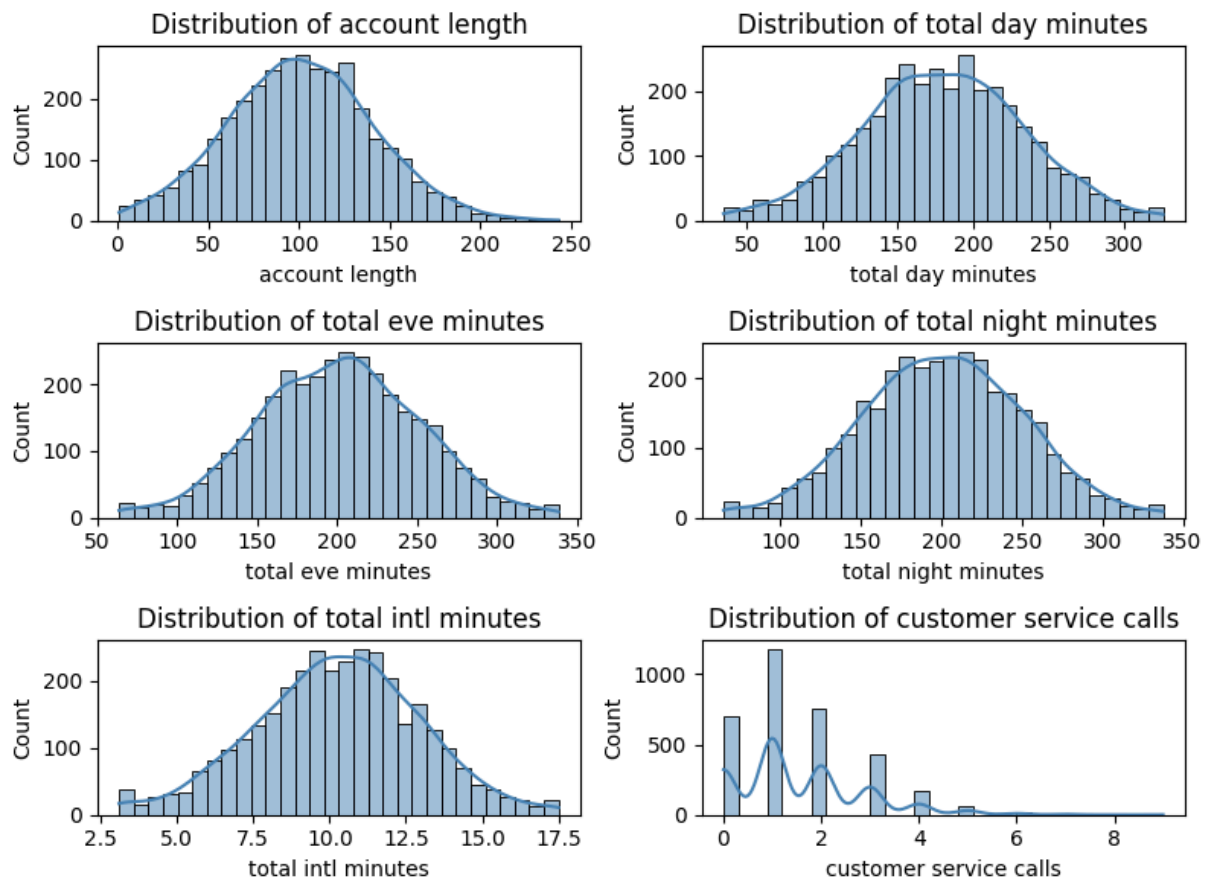 Distribution of account length
Count
200
100
0
0 50 100 150 200 250
account length
Distribution of total day minutes
Count
200
100
0
50 100 150 200 250 300
total day minutes
Distribution of total eve minutes
Count
200
100
0
50 100 150 200 250 300 350
total eve minutes
Distribution of total night minutes
Count
200
100
0
100 150 200 250 300 350
total night minutes
Distribution of total intl minutes
Count
200
100
0
2.5 5.0 7.5 10.0 12.5 15.0 17.5
total intl minutes
Distribution of customer service calls
Count
1000
500
0
0 2 4 6 8
customer service calls